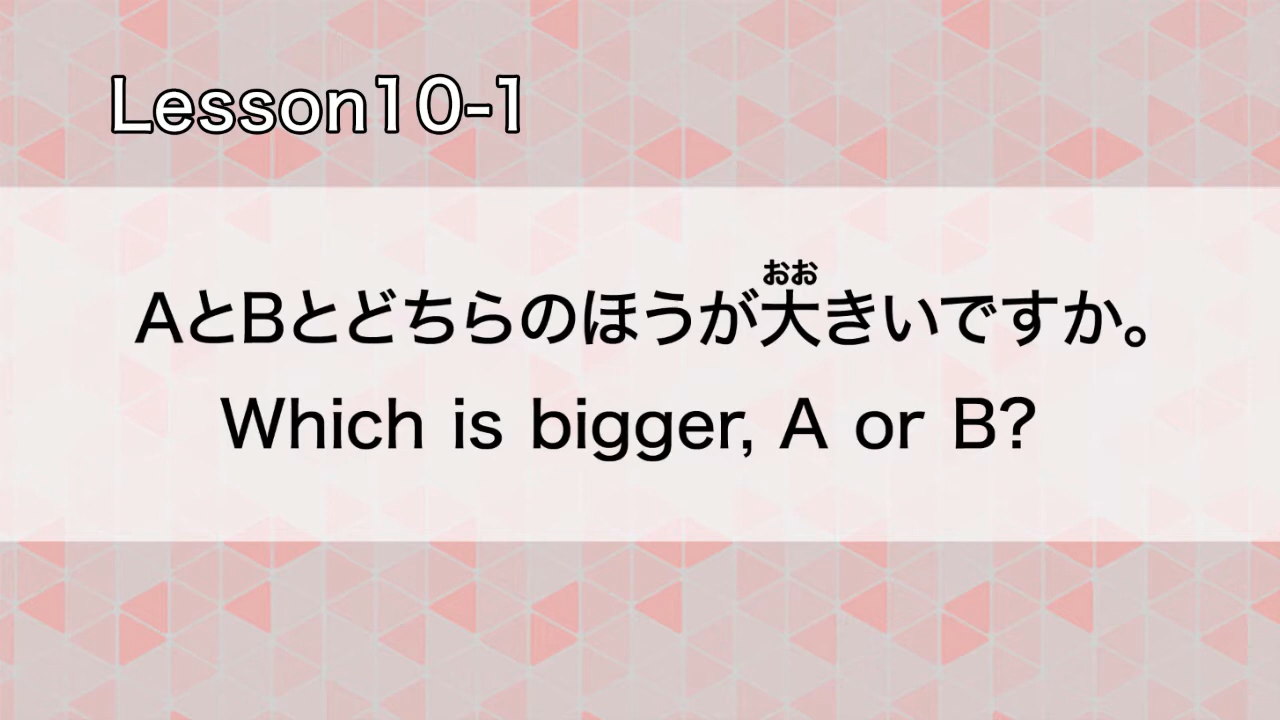 Lesson10-1
おお
AとBとどちらのほうが大きいですか。
Which is bigger, A or B?